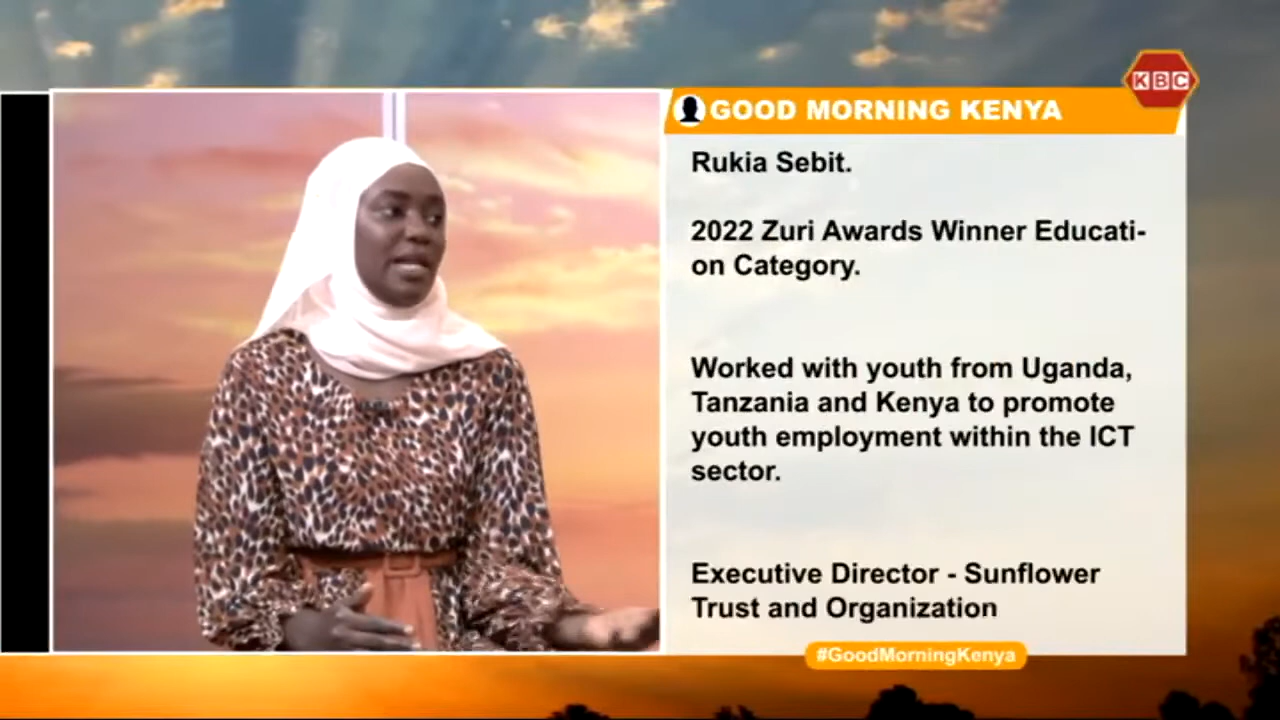 KBC
GOOD MORNING KENYA
Rukia Sebit.
2022 Zuri Awards Winner Educati-
on Category.
Worked with youth from Uganda,
Tanzania and Kenya to promote
youth employment within the ICT
sector.
Executive Director - Sunflower
Trust and Organization
#GoodMorningKenya